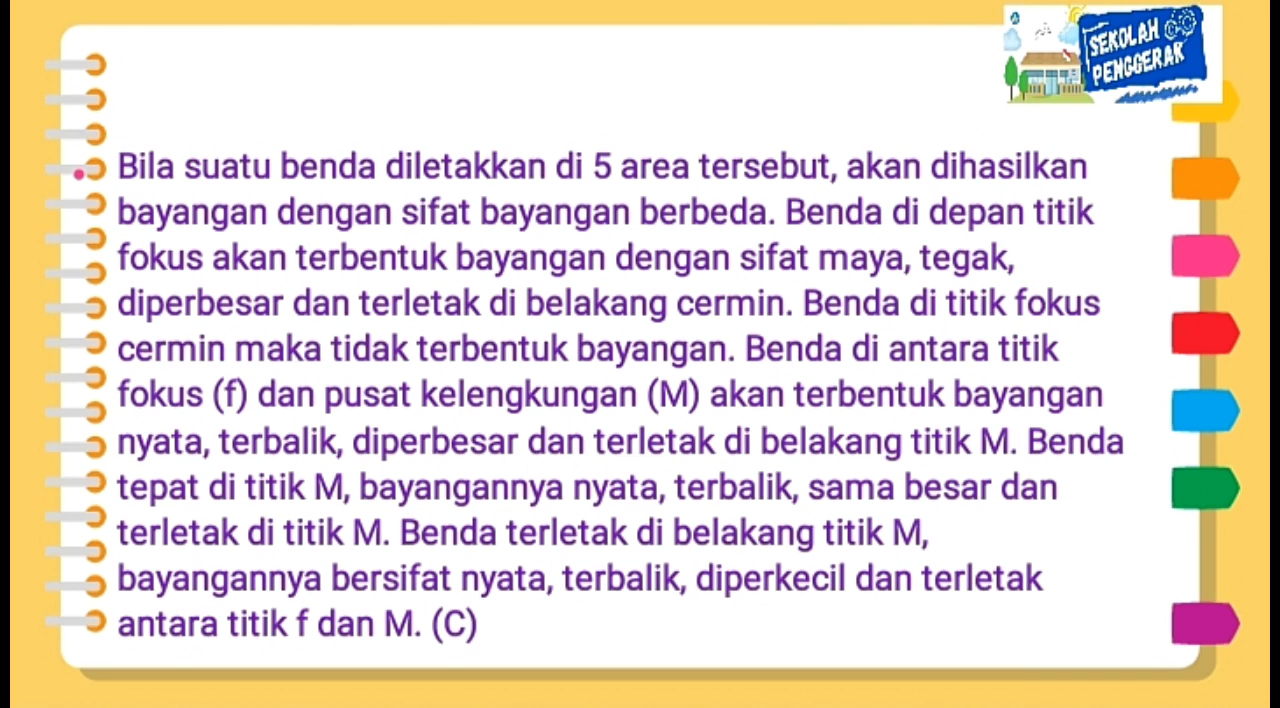 SEKOLAH
PENGGERAK
Bila suatu benda diletakkan di 5 area tersebut, akan dihasilkan
bayangan dengan sifat bayangan berbeda. Benda di depan titik
fokus akan terbentuk bayangan dengan sifat maya, tegak,
diperbesar dan terletak di belakang cermin. Benda di titik fokus
cermin maka tidak terbentuk bayangan. Benda di antara titik
fokus (f) dan pusat kelengkungan (M) akan terbentuk bayangan
nyata, terbalik, diperbesar dan terletak di belakang titik M. Benda
tepat di titik M, bayangannya nyata, terbalik, sama besar dan
terletak di titik M. Benda terletak di belakang titik M,
bayangannya bersifat nyata, terbalik, diperkecil dan terletak
antara titik f dan M. (C)